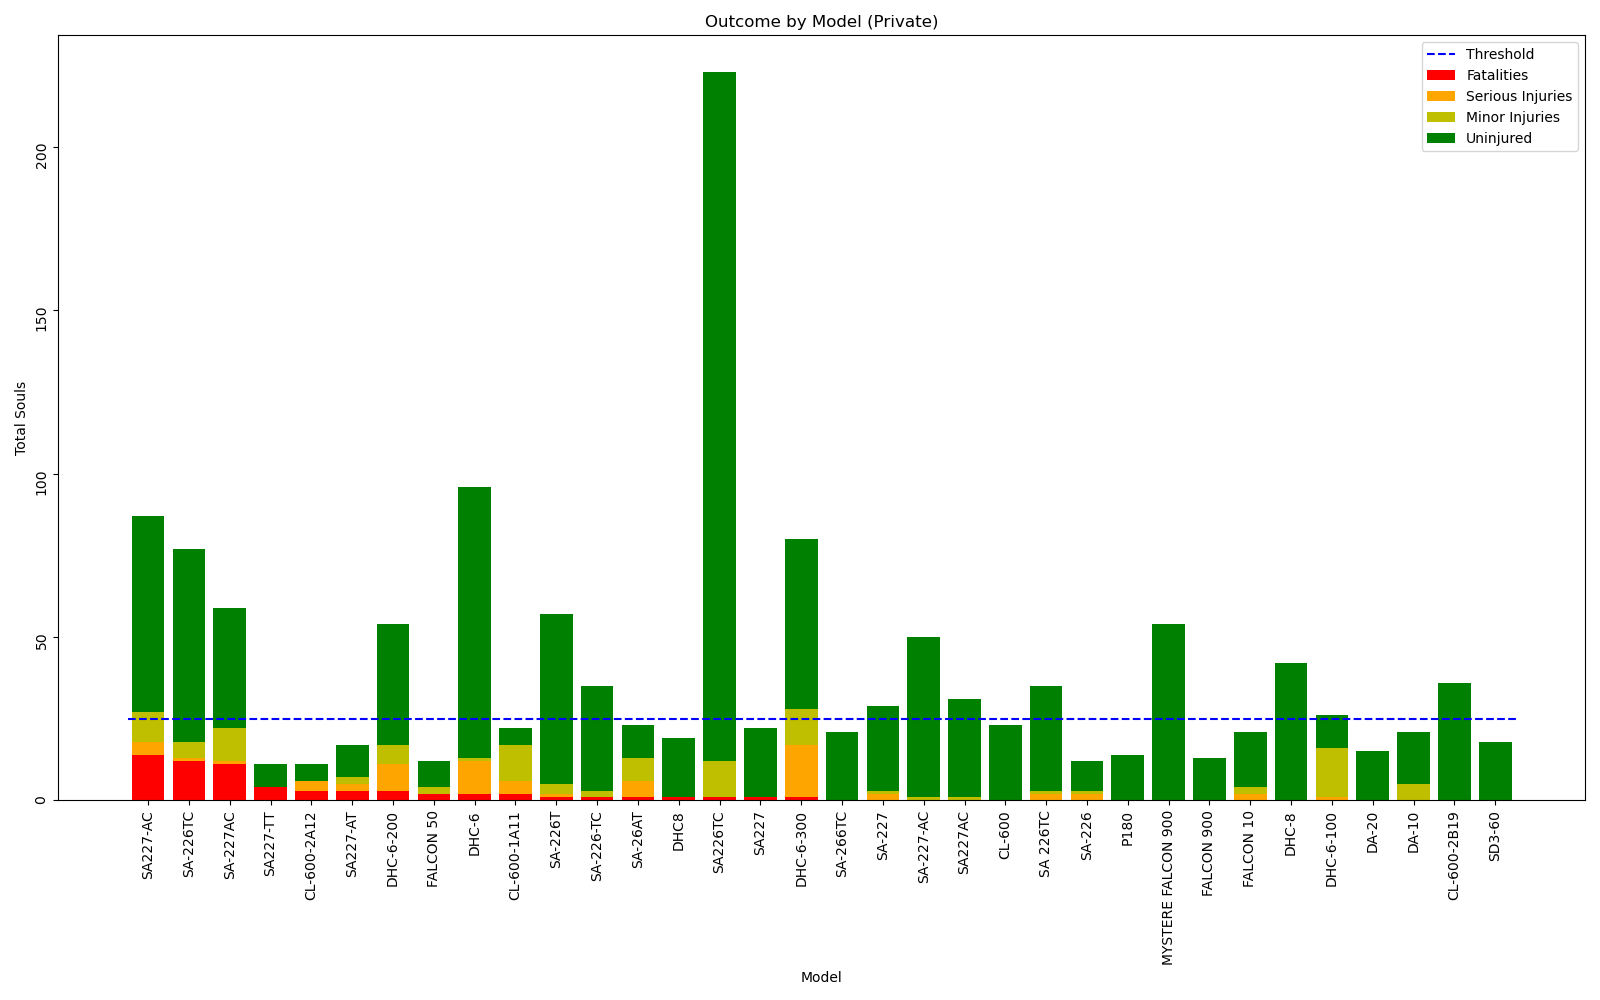 Outcome by Model (Private)
Threshold
Fatalities
Serious Injuries
Minor Injuries
Uninjured
Total Souls
200
150
100
50
0
SA227-AC
SA-226TC
SA-227AC
SA227-TT
CL-600-2A12
SA227-AT
DHC-6-200
FALCON 50
DHC-6
CL-600-1A11
SA-226T
SA-226-TC
SA-26AT
DHC8
SA226TC
SA227
DHC-6-300
SA-266TC
SA-227
SA-227-AC
SA227AC
CL-600
SA 226TC
SA-226
P180
MYSTERE FALCON 900
FALCON 900
FALCON 10
DHC-8
DHC-6-100
DA-20
DA-10
CL-600-2B19
SD3-60
Model